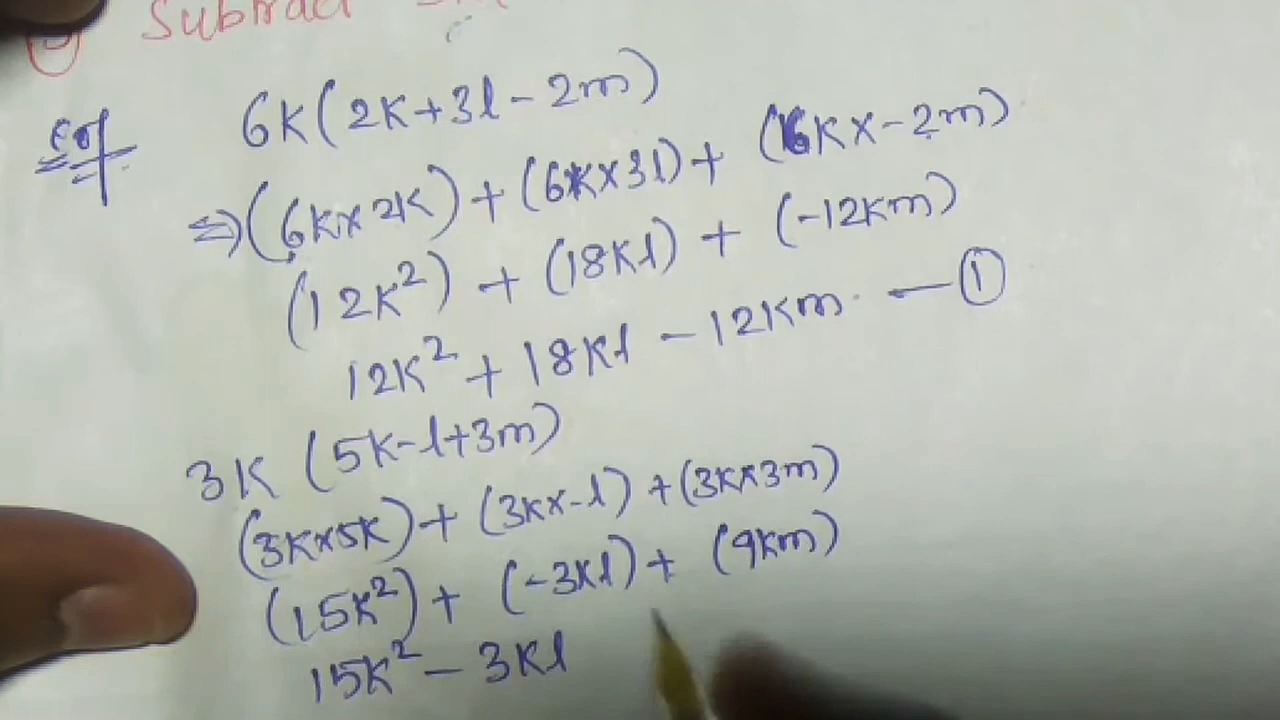 Subtract
Sol 6k(2k+3l-2m)
⇒(6k×2k)+(6k×3l)+(6k×-2m)
(12k²)+(18kl)+(-12km)
12k²+18kl-12km. —①
3k(5k-l+3m)
(3k×5k)+(3k×-l)+(3k×3m)
(15k²)+(-3kl)+(9km)
15k²-3kl